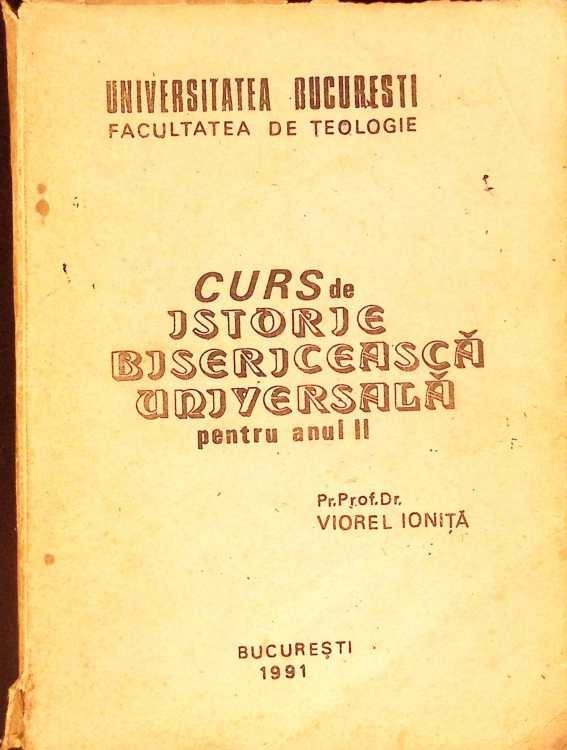 UNIVERSITATEA BUCUREȘTI
FACULTATEA DE TEOLOGIE
CURS de
ISTORIE
BISERICEASCĂ
UNIVERSALĂ
pentru anul II
Pr.Prof.Dr.
VIOREL IONIȚĂ
BUCUREȘTI
1991